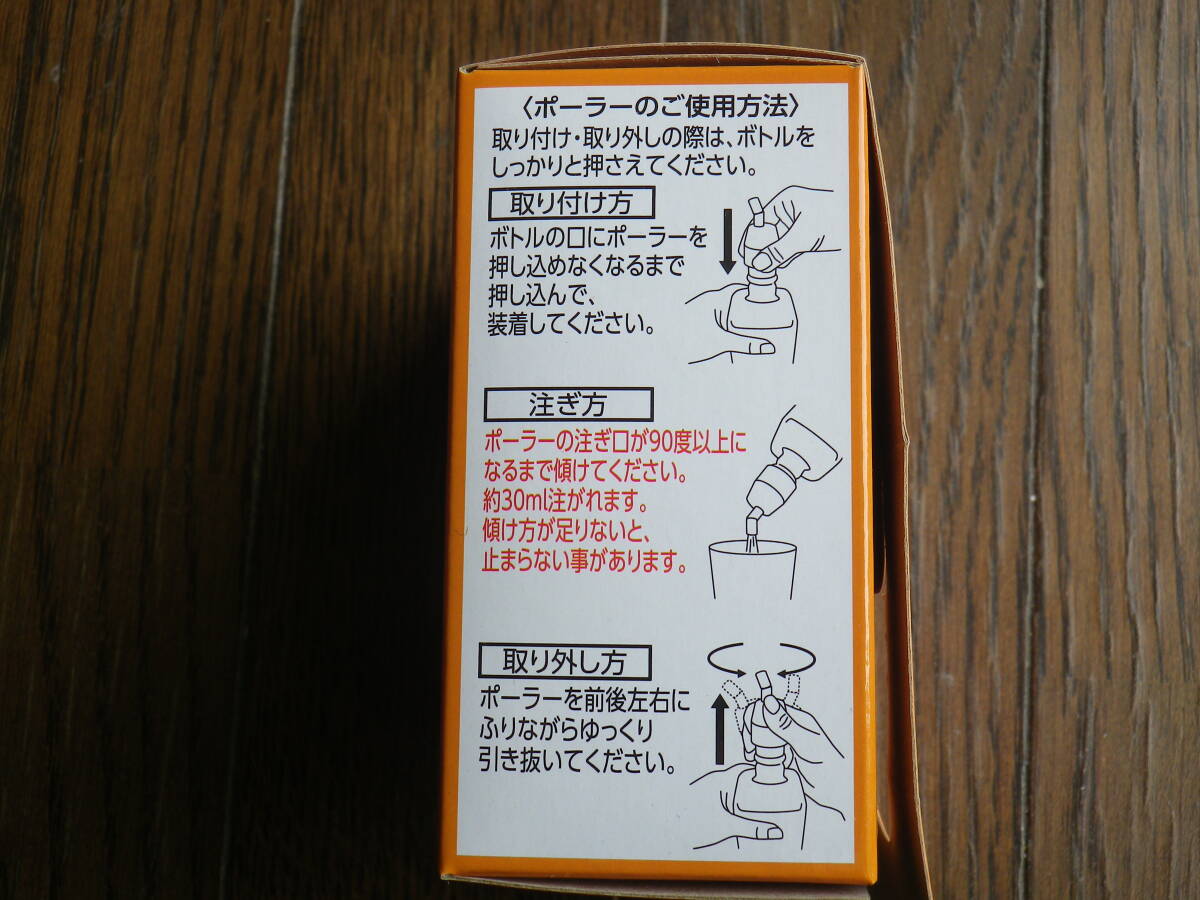 〈ポーラーのご使用方法〉
取り付け・取り外しの際は、ボトルを
しっかりと押さえてください。
取り付け方
ボトルの口にポーラーを
押し込めなくなるまで
押し込んで、
装着してください。
注ぎ方
ポーラーの注ぎ口が90度以上に
なるまで傾けてください。
約30ml注がれます。
傾け方が足りないと、
止まらない事があります。
取り外し方
ポーラーを前後左右に
ふりながらゆっくり
引き抜いてください。